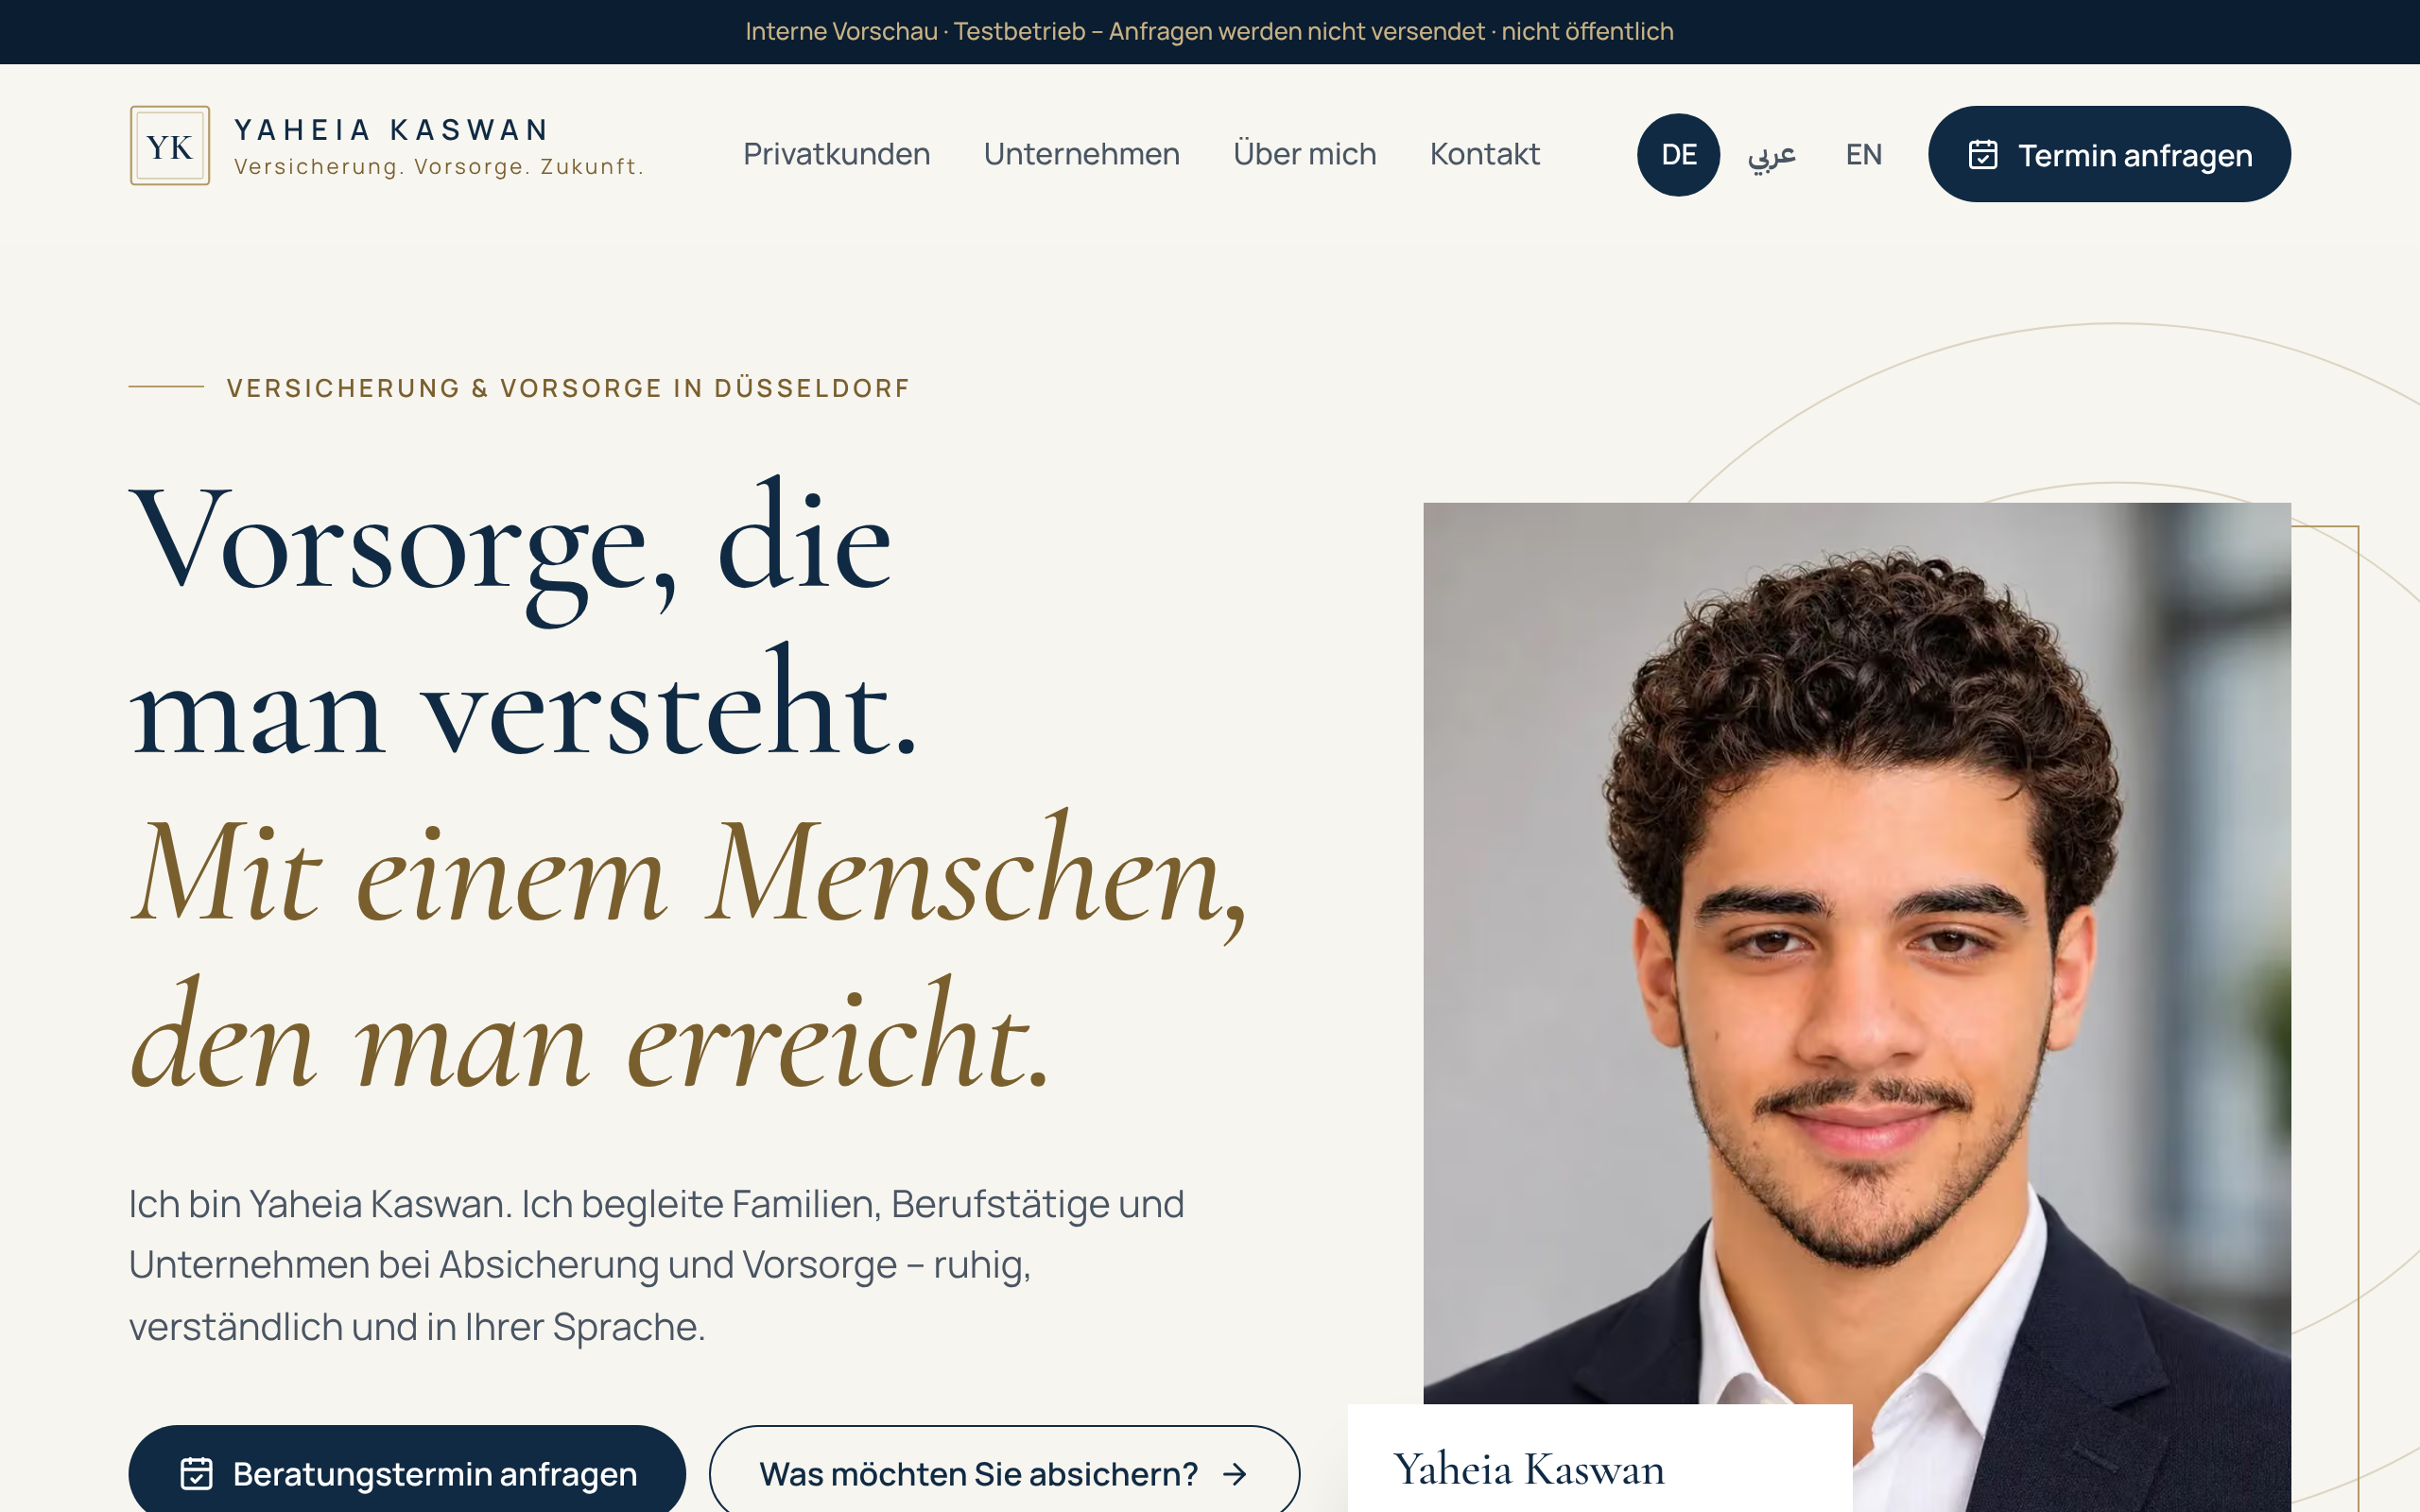 Interne Vorschau · Testbetrieb – Anfragen werden nicht versendet · nicht öffentlich
YK
YAHEIA KASWAN
Versicherung. Vorsorge. Zukunft.
Privatkunden
Unternehmen
Über mich
Kontakt
DE
عربي
EN
Termin anfragen
VERSICHERUNG & VORSORGE IN DÜSSELDORF
Vorsorge, die
man versteht.
Mit einem Menschen,
den man erreicht.
Ich bin Yaheia Kaswan. Ich begleite Familien, Berufstätige und
Unternehmen bei Absicherung und Vorsorge – ruhig,
verständlich und in Ihrer Sprache.
Beratungstermin anfragen
Was möchten Sie absichern?
Yaheia Kaswan